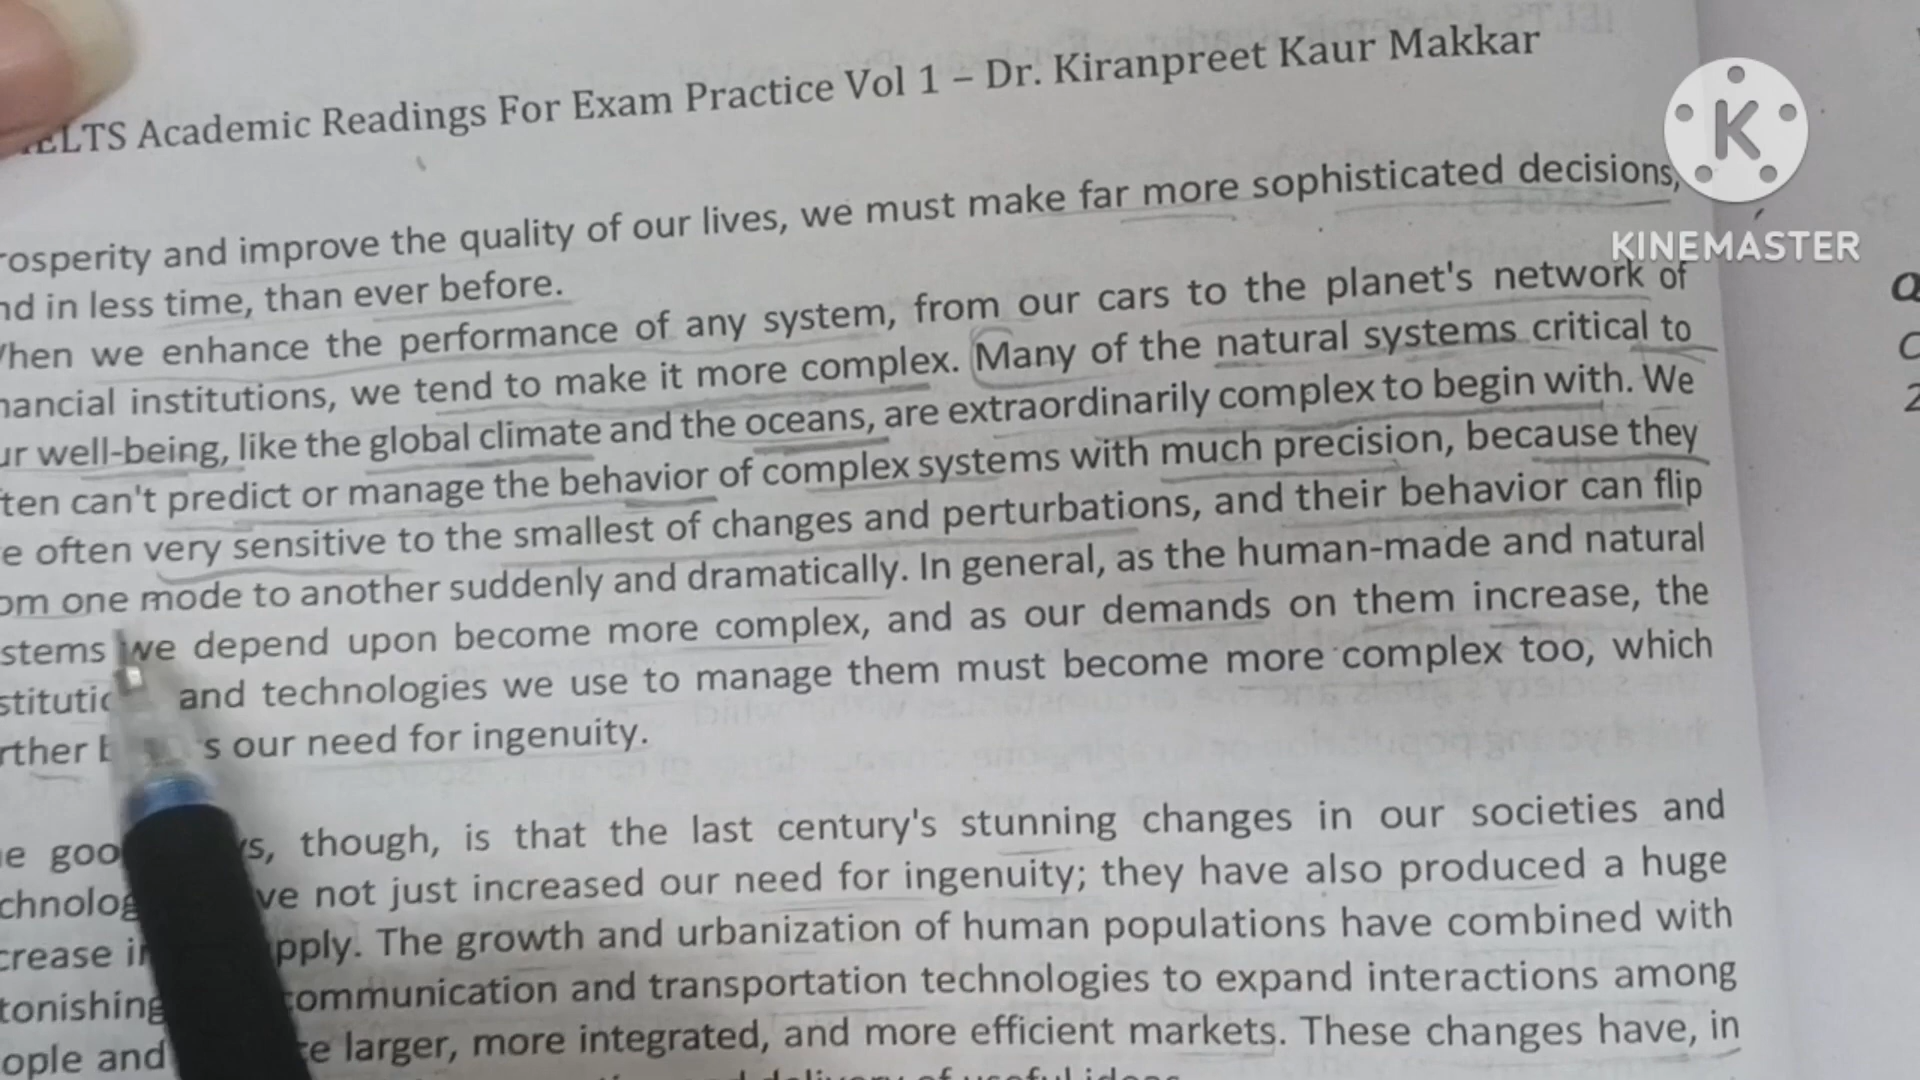 IELTS Academic Readings For Exam Practice Vol 1 – Dr. Kiranpreet Kaur Makkar
KINEMASTER
rosperity and improve the quality of our lives, we must make far more sophisticated decisions,
nd in less time, than ever before.
When we enhance the performance of any system, from our cars to the planet's network of
nancial institutions, we tend to make it more complex. Many of the natural systems critical to
ur well-being, like the global climate and the oceans, are extraordinarily complex to begin with. We
ten can't predict or manage the behavior of complex systems with much precision, because they
e often very sensitive to the smallest of changes and perturbations, and their behavior can flip
om one mode to another suddenly and dramatically. In general, as the human-made and natural
stems we depend upon become more complex, and as our demands on them increase, the
stitutio and technologies we use to manage them must become more complex too, which
rther b s our need for ingenuity.
e goo s, though, is that the last century's stunning changes in our societies and
chnolog ve not just increased our need for ingenuity; they have also produced a huge
crease in pply. The growth and urbanization of human populations have combined with
tonishing communication and transportation technologies to expand interactions among
ople and te larger, more integrated, and more efficient markets. These changes have, in
delivery of useful ideas